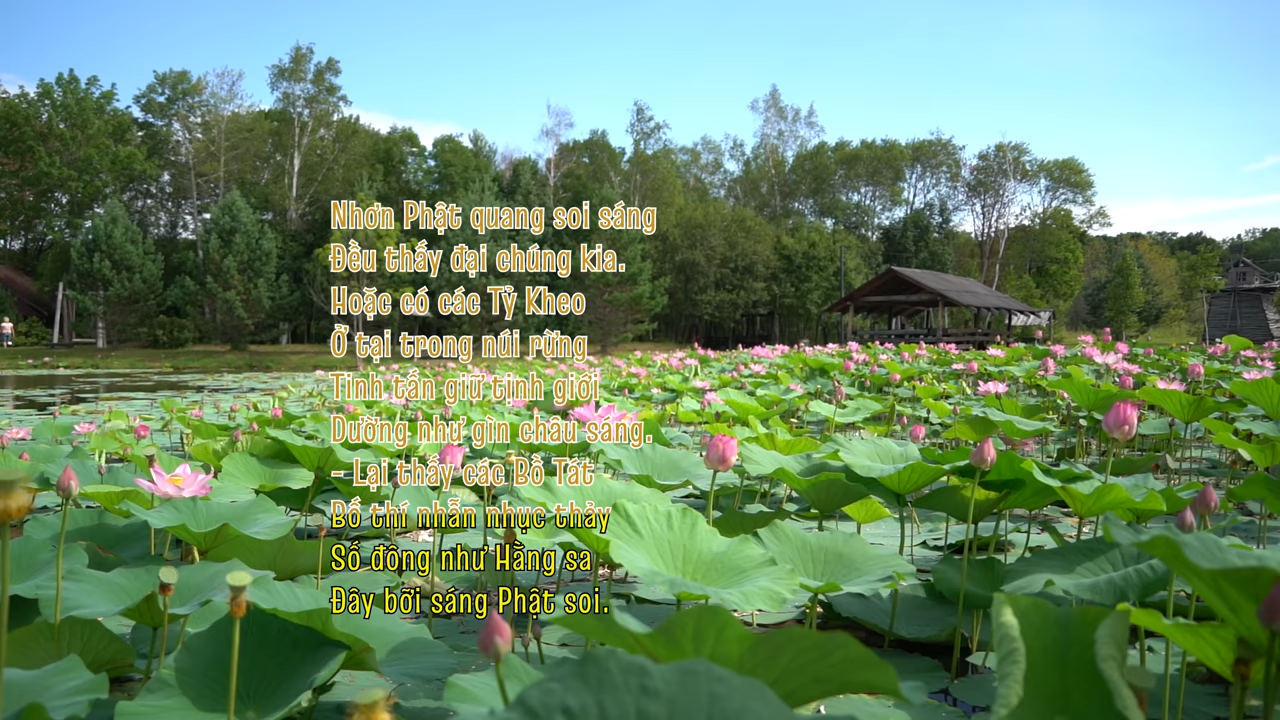 Nhơn Phật quang soi sáng
Đều thấy đại chúng kia.
Hoặc có các Tỷ Kheo
Ở tại trong núi rừng
Tinh tấn giữ tịnh giới
Dường như gìn châu sáng.
- Lại thấy các Bồ Tát
Bố thí nhẫn nhục thảy
Số đông như Hằng sa
Đây bỡi sáng Phật soi.